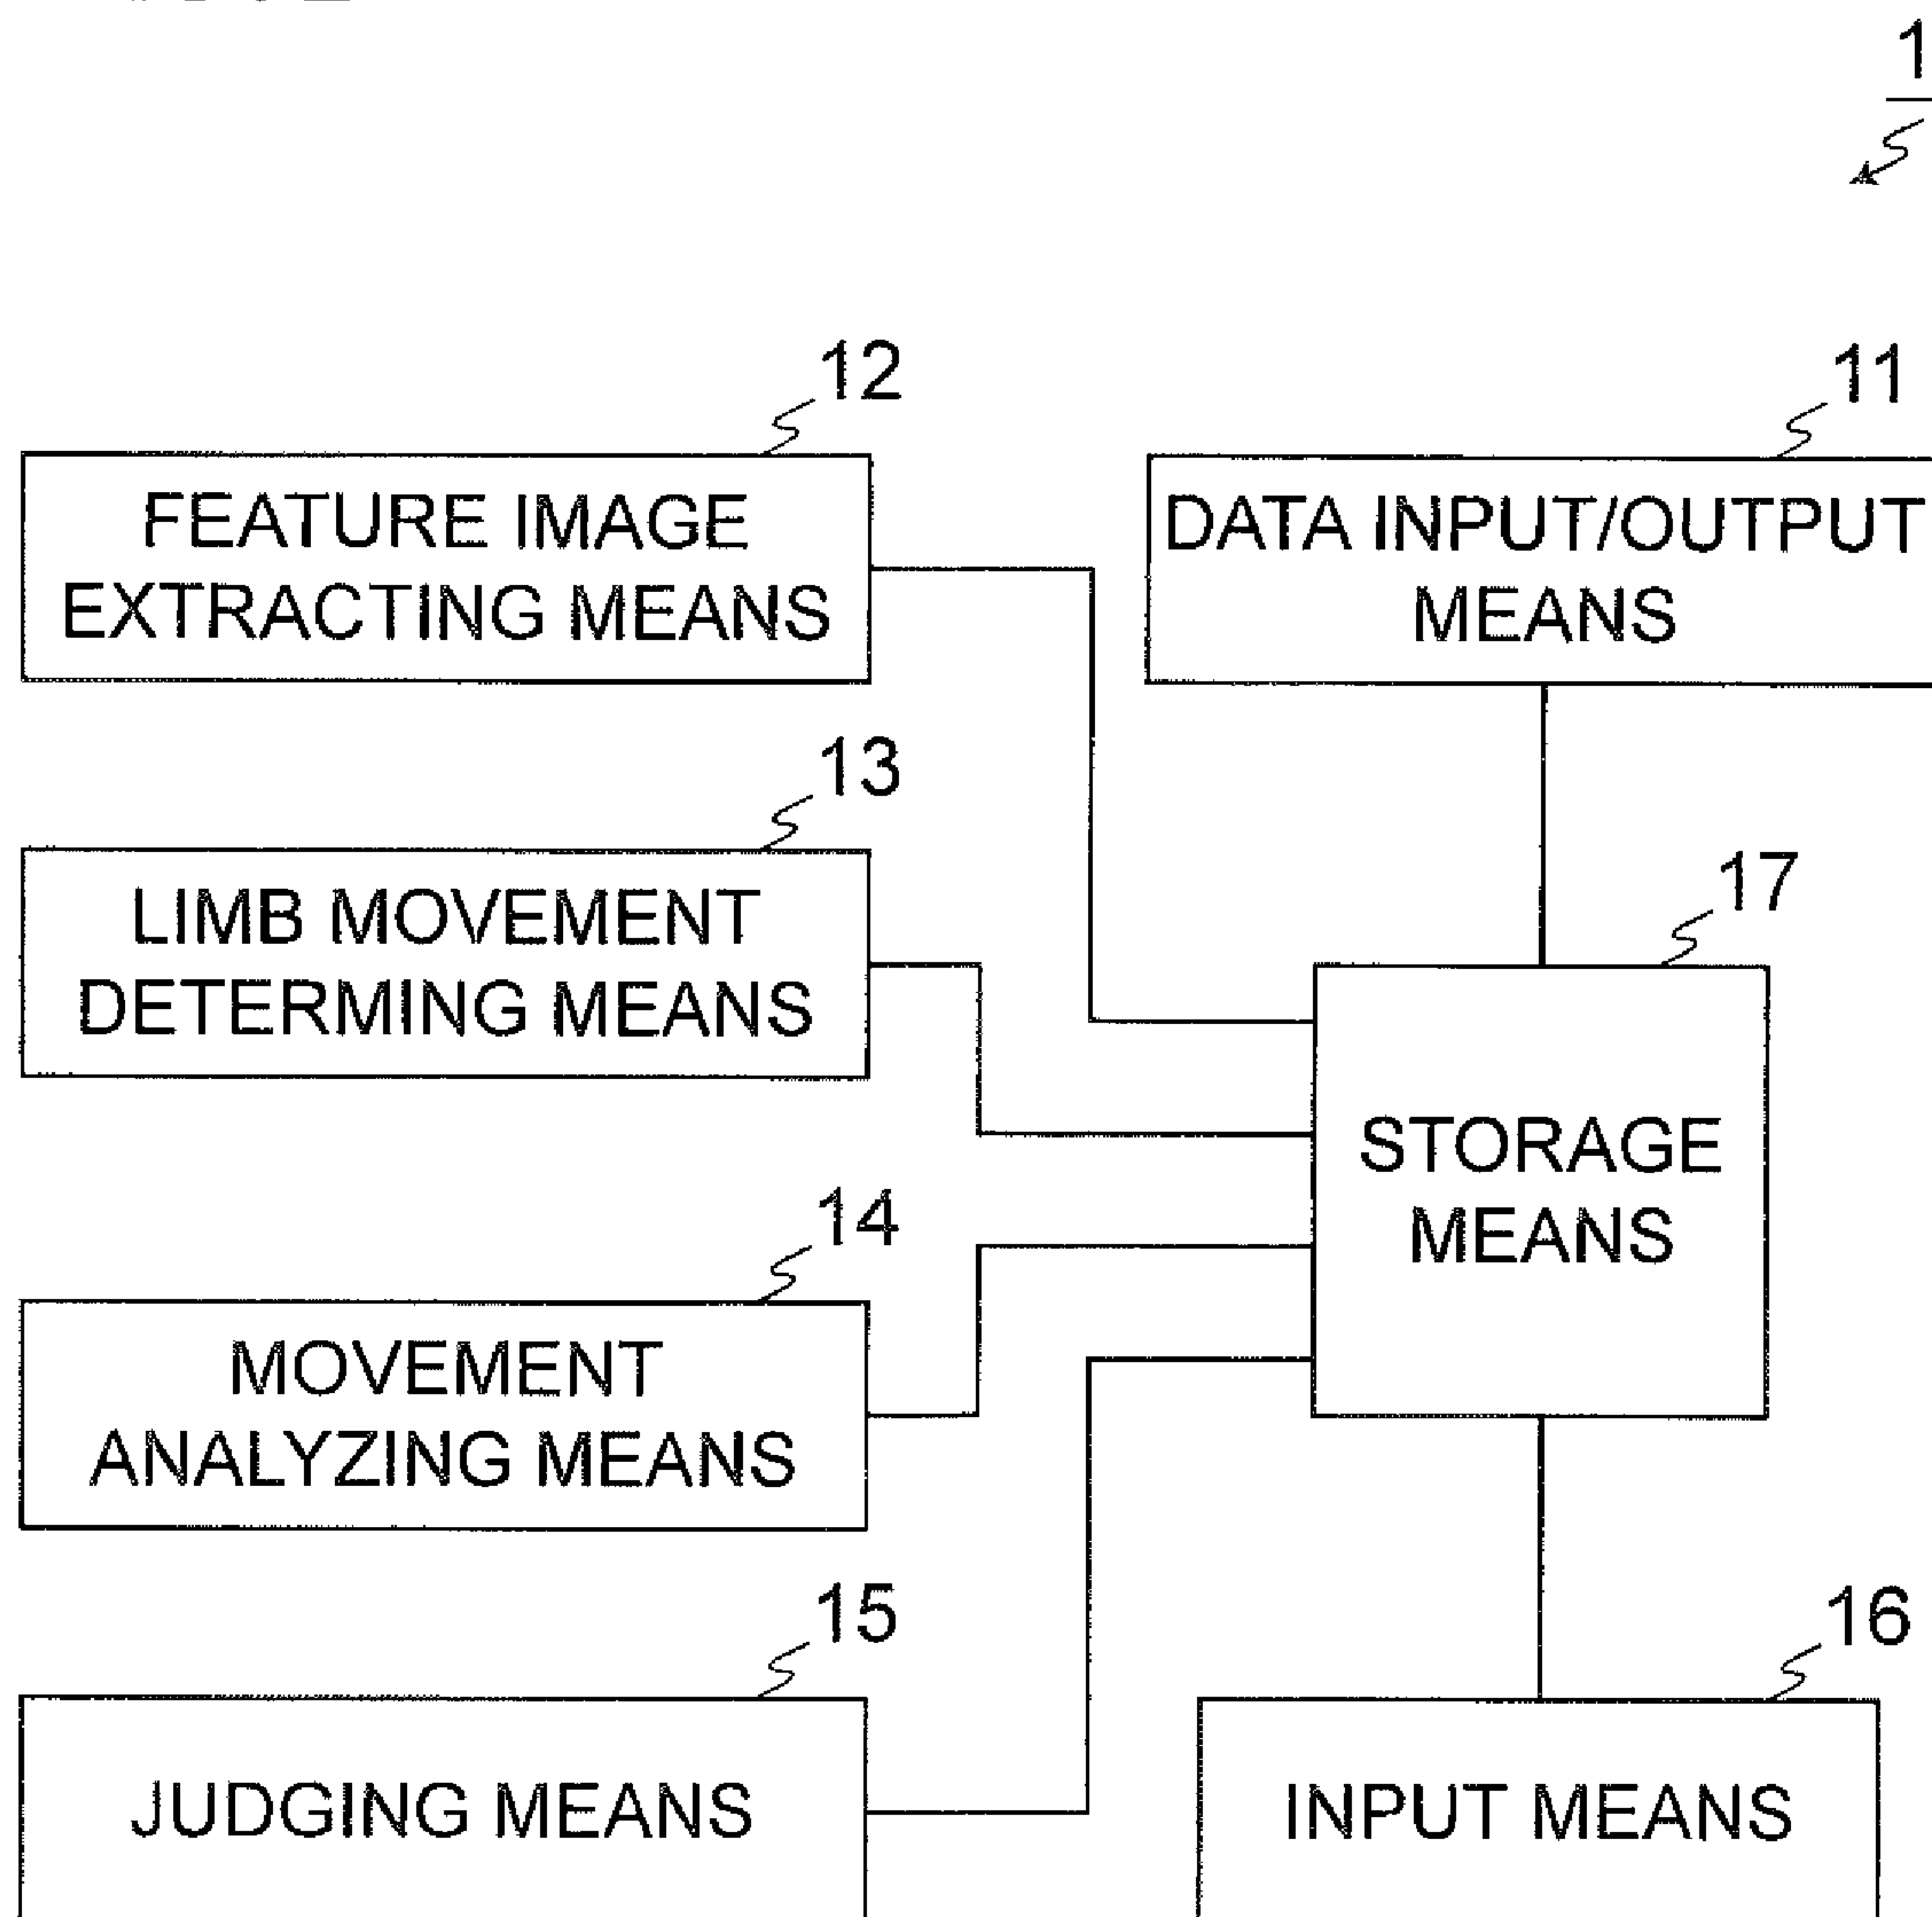 1
12
11
FEATURE IMAGE
EXTRACTING MEANS
DATA INPUT/OUTPUT
MEANS
13
17
LIMB MOVEMENT
DETERMING MEANS
STORAGE
MEANS
14
MOVEMENT
ANALYZING MEANS
15
16
JUDGING MEANS
INPUT MEANS